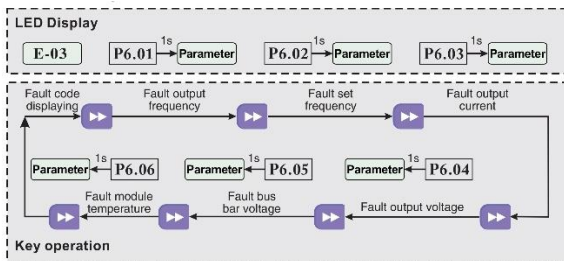 LED Display
E-03
P6.01
1s
Parameter
P6.02
1s
Parameter
P6.03
1s
Parameter
Fault code
displaying
Fault output
frequency
Fault set
frequency
Fault output
current
Parameter
1s
P6.06
Parameter
1s
P6.05
Parameter
1s
P6.04
Fault module
temperature
Fault bus
bar voltage
Fault output voltage
Key operation